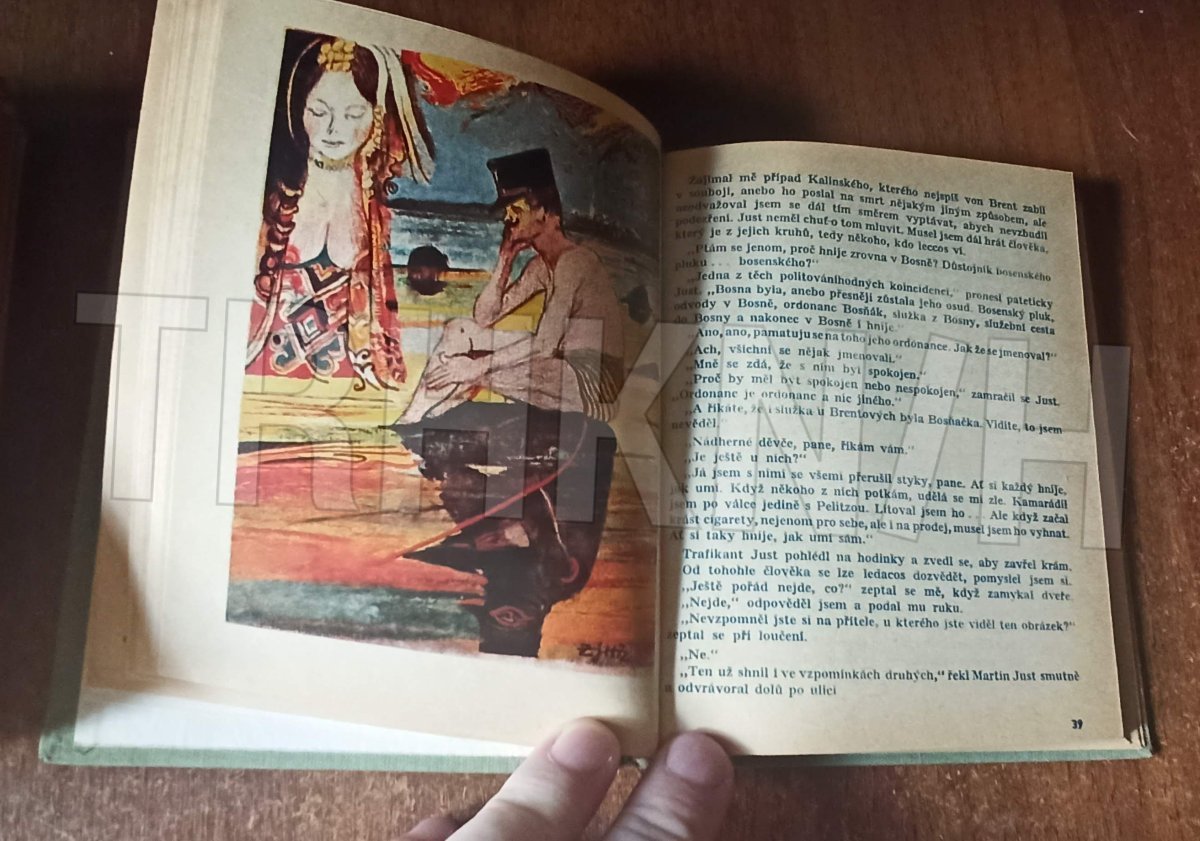 TRHKNIH
Zajímal mě případ Kalinského, kterého nejspíš von Brent zabil
v souboji, anebo ho poslal na smrt nějakým jiným způsobem, ale
neodvažoval jsem se dál tím směrem vyptávat, abych nevzbudil
podezření. Just neměl chuť o tom mluvit. Musel jsem dál hrát člověka,
který je z jejich kruhů, tedy někoho, kdo leccos ví.
„Ptám se jenom, proč hnije zrovna v Bosně? Důstojník bosenského
pluku ... bosenského?“
„Jedna z těch politováníhodných koincidencí,“ pronesl pateticky
Just. „Bosna byla, anebo přesněji zůstala jeho osud. Bosenský pluk,
odvody v Bosně, ordonanc Bosňák, služka z Bosny, služební cesta
do Bosny a nakonec v Bosně i hnije.“
„Ano, ano, pamatuju se na toho jeho ordonance. Jak že se jmenoval?“
„Ach, všichni se nějak jmenovali.“
„Mně se zdá, že s ním byl spokojen.“
„Proč by měl být spokojen nebo nespokojen,“ zamračil se Just.
„Ordonanc je ordonanc a nic jiného.“
„A říkáte, že i služka u Brentových byla Bosňačka. Vidíte, to jsem
nevěděl.“
„Nádherné děvče, pane, říkám vám.“
„Je ještě u nich?“
„Já jsem s nimi se všemi přerušil styky, pane. Ať si každý hnije,
jak umí. Když někoho z nich potkám, udělá se mi zle. Kamarádil
jsem po válce jedině s Pelitzou. Litoval jsem ho ... Ale když začal
krást cigarety, nejenom pro sebe, ale i na prodej, musel jsem ho vyhnat.
Ať si taky hnije, jak umí sám.“
Trafikant Just pohlédl na hodinky a zvedl se, aby zavřel krám.
Od tohohle člověka se lze ledacos dozvědět, pomyslel jsem si.
„Ještě pořád nejde, co?“ zeptal se mě, když zamykal dveře.
„Nejde,“ odpověděl jsem a podal mu ruku.
„Nevzpomněl jste si na přítele, u kterého jste viděl ten obrázek?“
zeptal se při loučení.
„Ne.“
„Ten už shnil i ve vzpomínkách druhých,“ řekl Martin Just smutně
a odvrávoral dolů po ulici
39